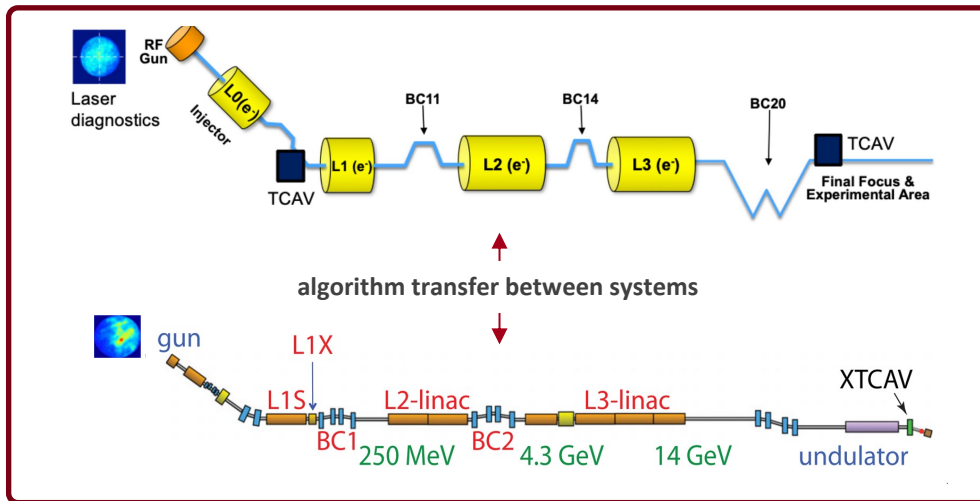 RF
Gun
Laser
diagnostics
L0(e-)
Injector
TCAV
L1 (e-)
BC11
L2 (e-)
BC14
L3 (e-)
BC20
TCAV
Final Focus &
Experimental Area
algorithm transfer between systems
gun
L1X
L1S
BC1
L2-linac
250 MeV
BC2
L3-linac
4.3 GeV
14 GeV
XTCAV
undulator